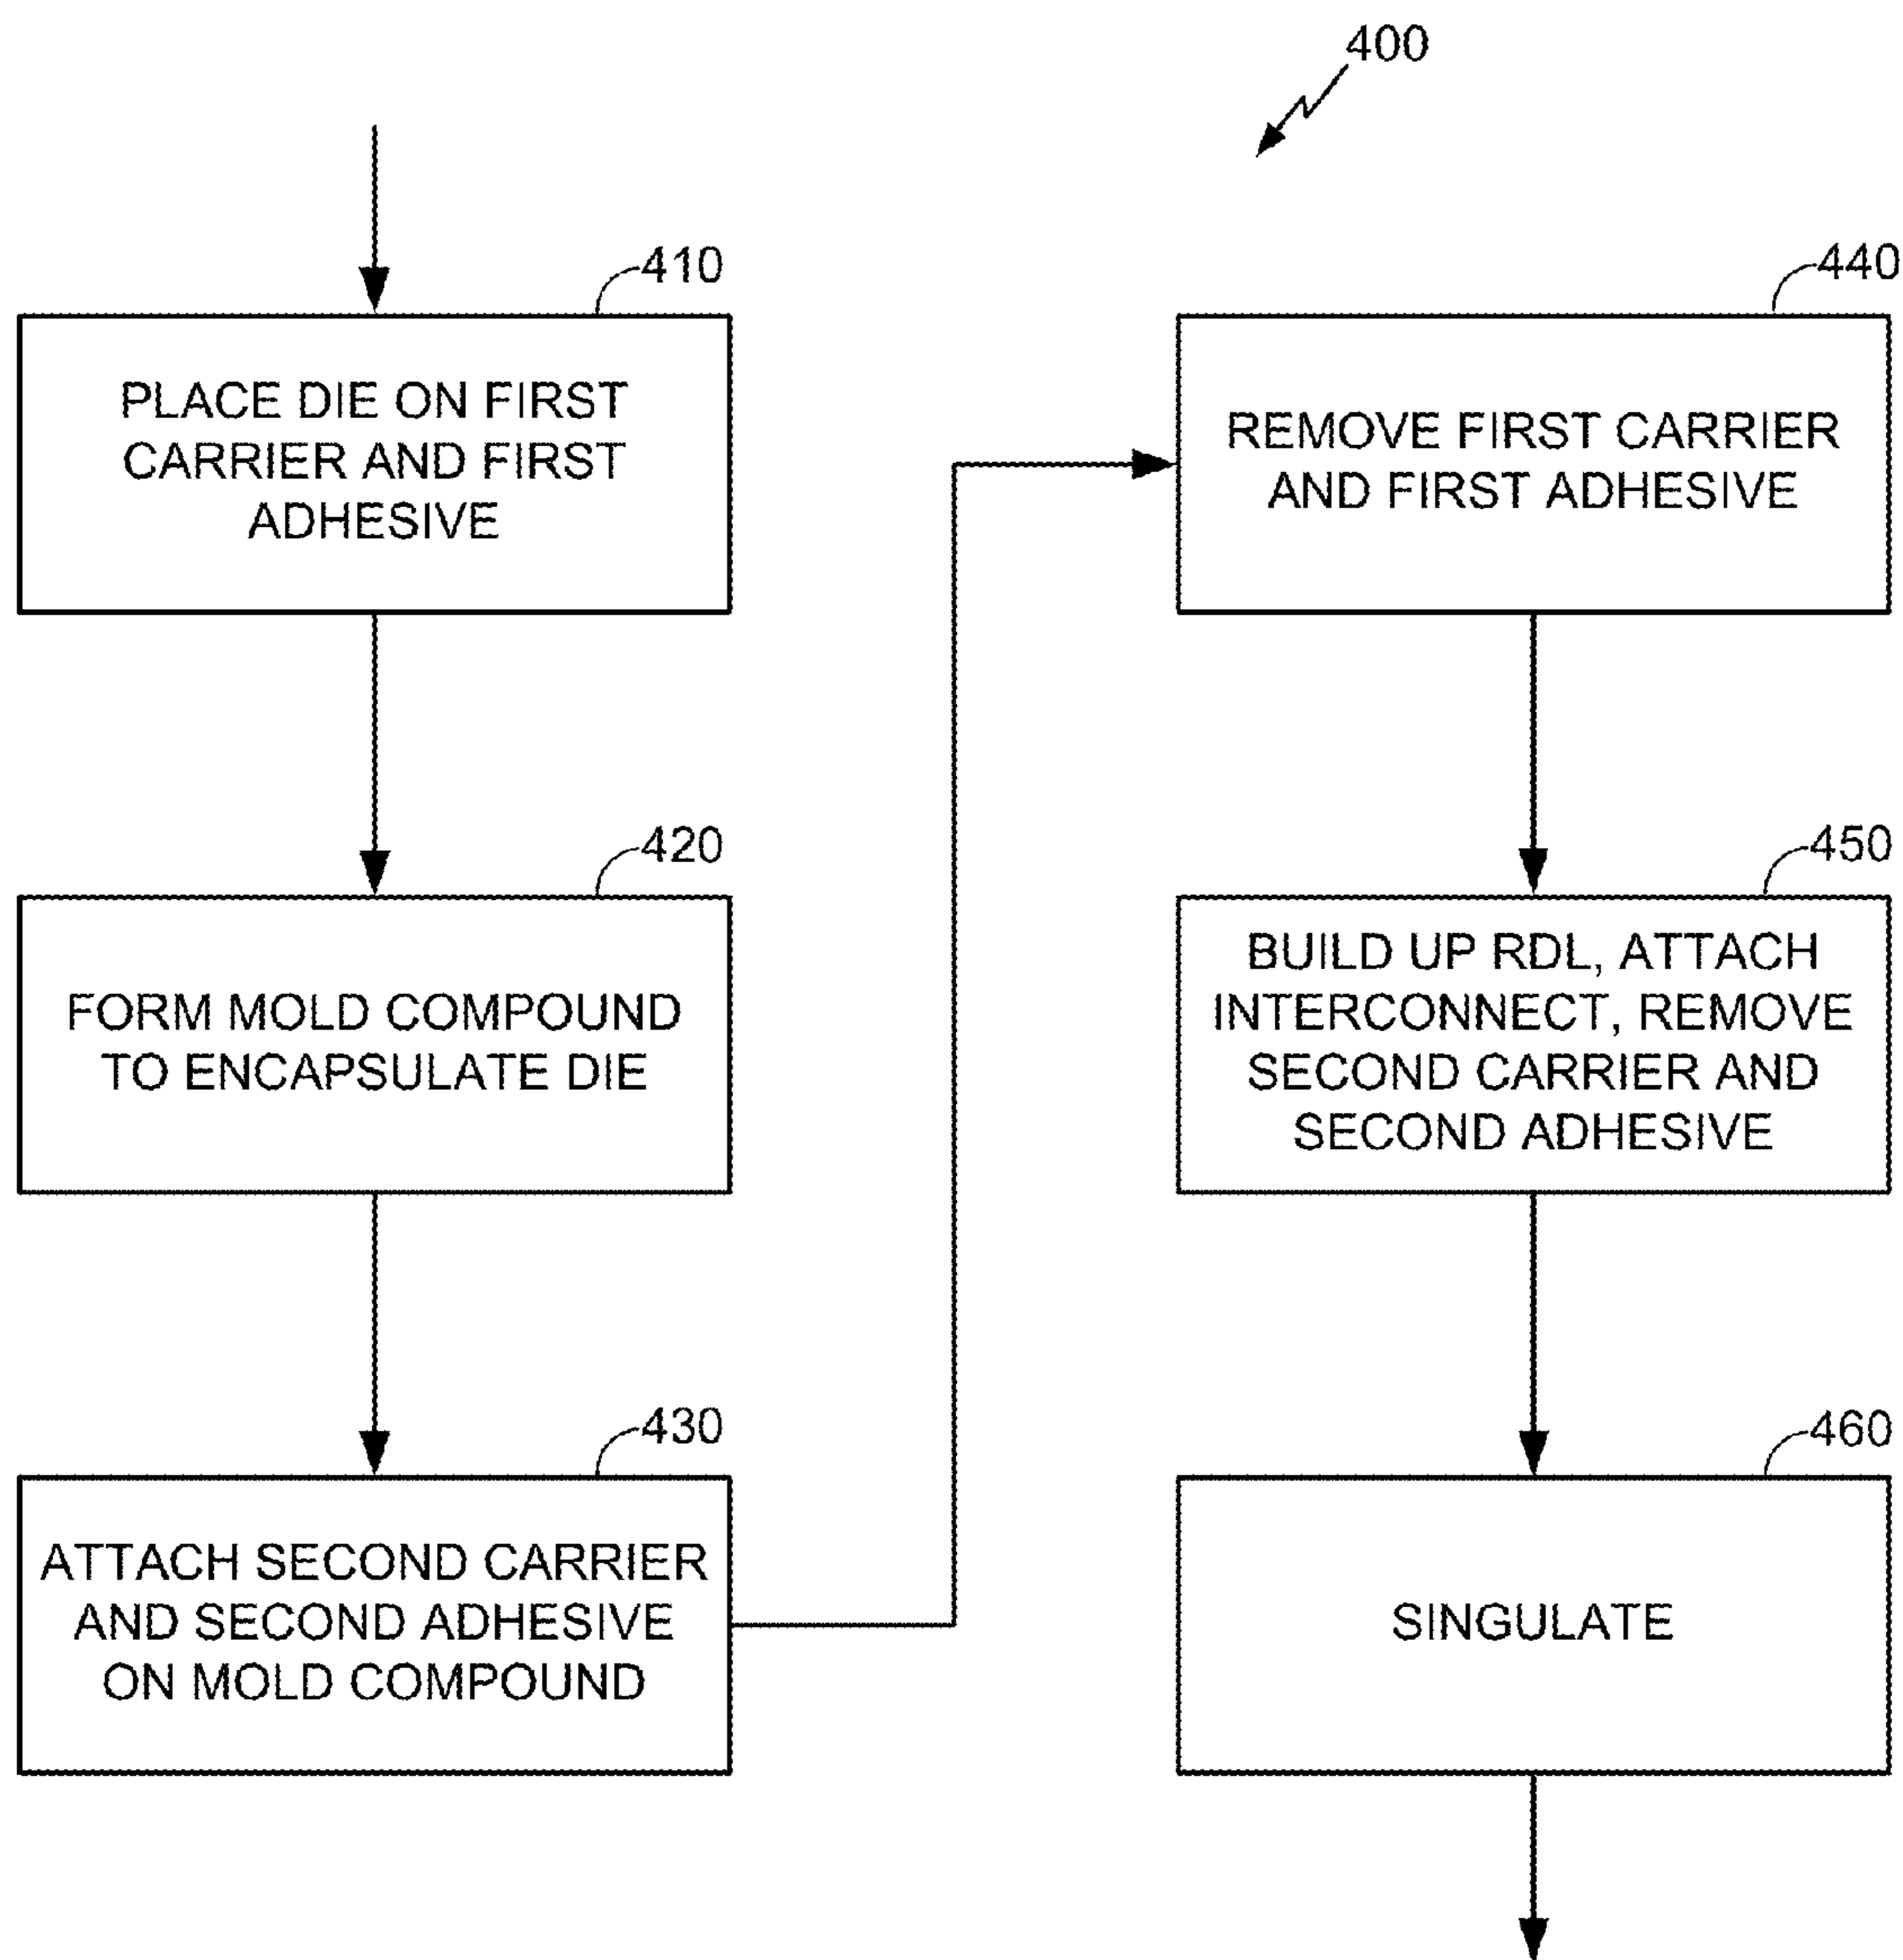 400
410
PLACE DIE ON FIRST
CARRIER AND FIRST
ADHESIVE
420
FORM MOLD COMPOUND
TO ENCAPSULATE DIE
430
ATTACH SECOND CARRIER
AND SECOND ADHESIVE
ON MOLD COMPOUND
440
REMOVE FIRST CARRIER
AND FIRST ADHESIVE
450
BUILD UP RDL, ATTACH
INTERCONNECT, REMOVE
SECOND CARRIER AND
SECOND ADHESIVE
460
SINGULATE